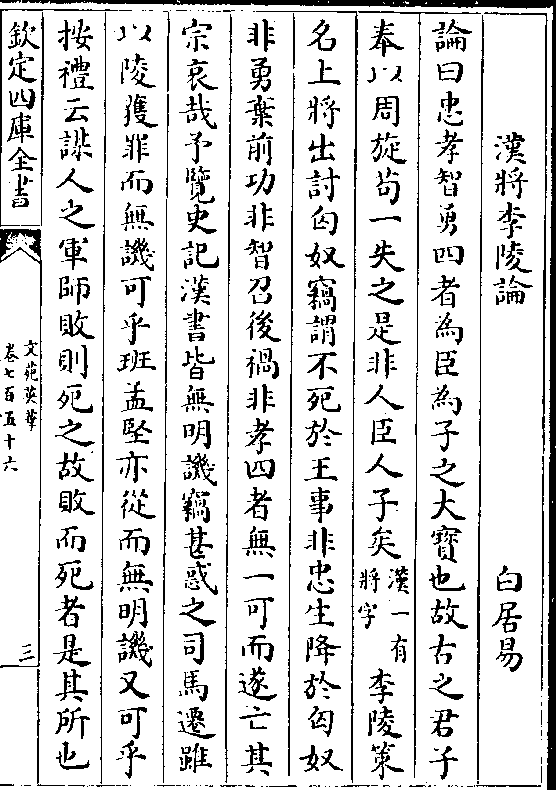 漢將李陵論　白居易
論曰忠孝智勇四者為臣為子之大寶也故古之君子
奉以周旋苟一失之是非人臣人子矣漢一有將字李陵策
名上將出討匈奴竊謂不死於王事非忠生降於匈奴
非勇棄前功非智召後禍非孝四者無一可而遂亡其
宗哀哉予覽史記漢書皆無明譏竊甚惑之司馬遷雖
以陵獲罪而無譏可乎班孟堅亦從而無明譏又可乎
按禮云謀人之軍師敗則死之故敗而死者是其所也
欽定四庫全書
文苑英華
卷七百五十六
三